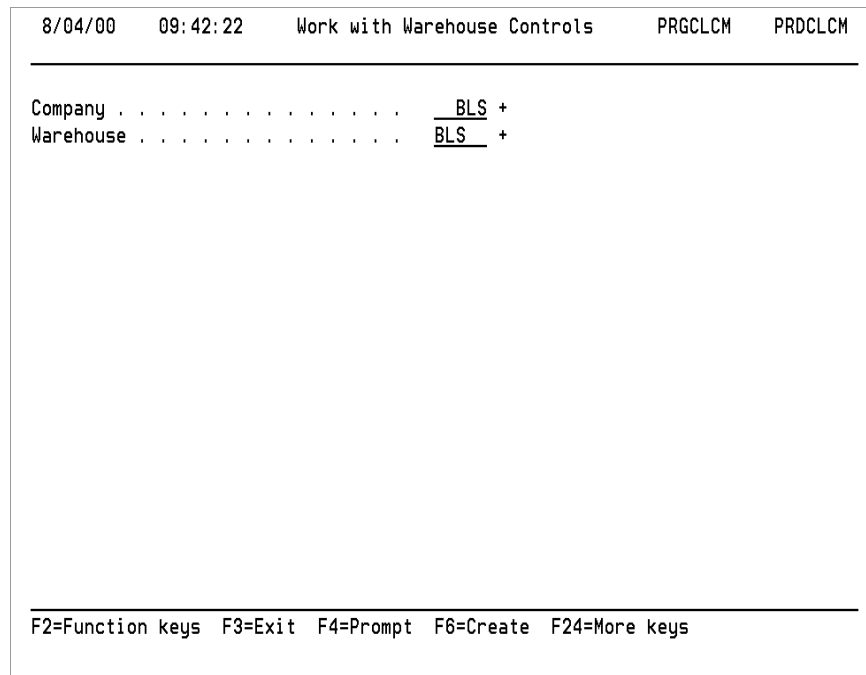 8/04/00 09:42:22 Work with Warehouse Controls PRGCLCM PRDCLCM
Company . . . . . . . . . . . . . . BLS +
Warehouse . . . . . . . . . . . . . BLS +
F2=Function keys F3=Exit F4=Prompt F6=Create F24=More keys